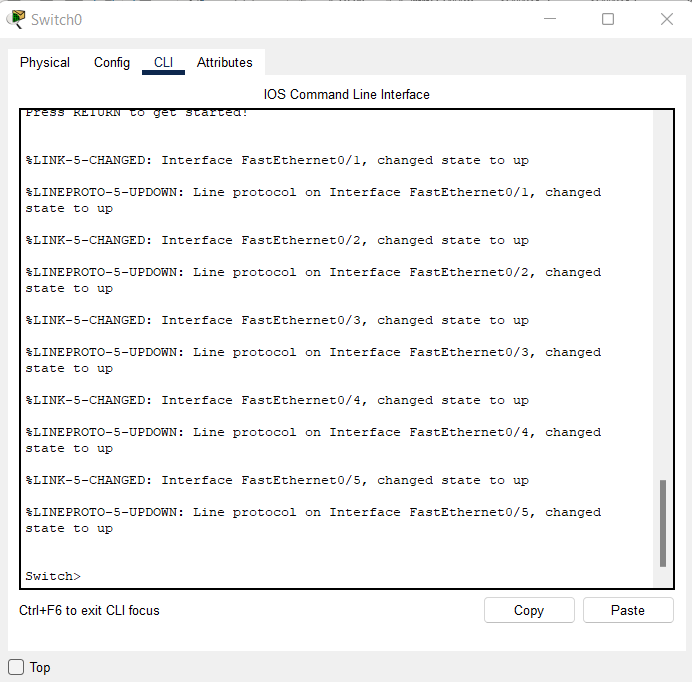 Switch0
Physical Config CLI Attributes
IOS Command Line Interface
Press RETURN to get started!
%LINK-5-CHANGED: Interface FastEthernet0/1, changed state to up
%LINEPROTO-5-UPDOWN: Line protocol on Interface FastEthernet0/1, changed
state to up
%LINK-5-CHANGED: Interface FastEthernet0/2, changed state to up
%LINEPROTO-5-UPDOWN: Line protocol on Interface FastEthernet0/2, changed
state to up
%LINK-5-CHANGED: Interface FastEthernet0/3, changed state to up
%LINEPROTO-5-UPDOWN: Line protocol on Interface FastEthernet0/3, changed
state to up
%LINK-5-CHANGED: Interface FastEthernet0/4, changed state to up
%LINEPROTO-5-UPDOWN: Line protocol on Interface FastEthernet0/4, changed
state to up
%LINK-5-CHANGED: Interface FastEthernet0/5, changed state to up
%LINEPROTO-5-UPDOWN: Line protocol on Interface FastEthernet0/5, changed
state to up
Switch>
Ctrl+F6 to exit CLI focus
Copy Paste
Top